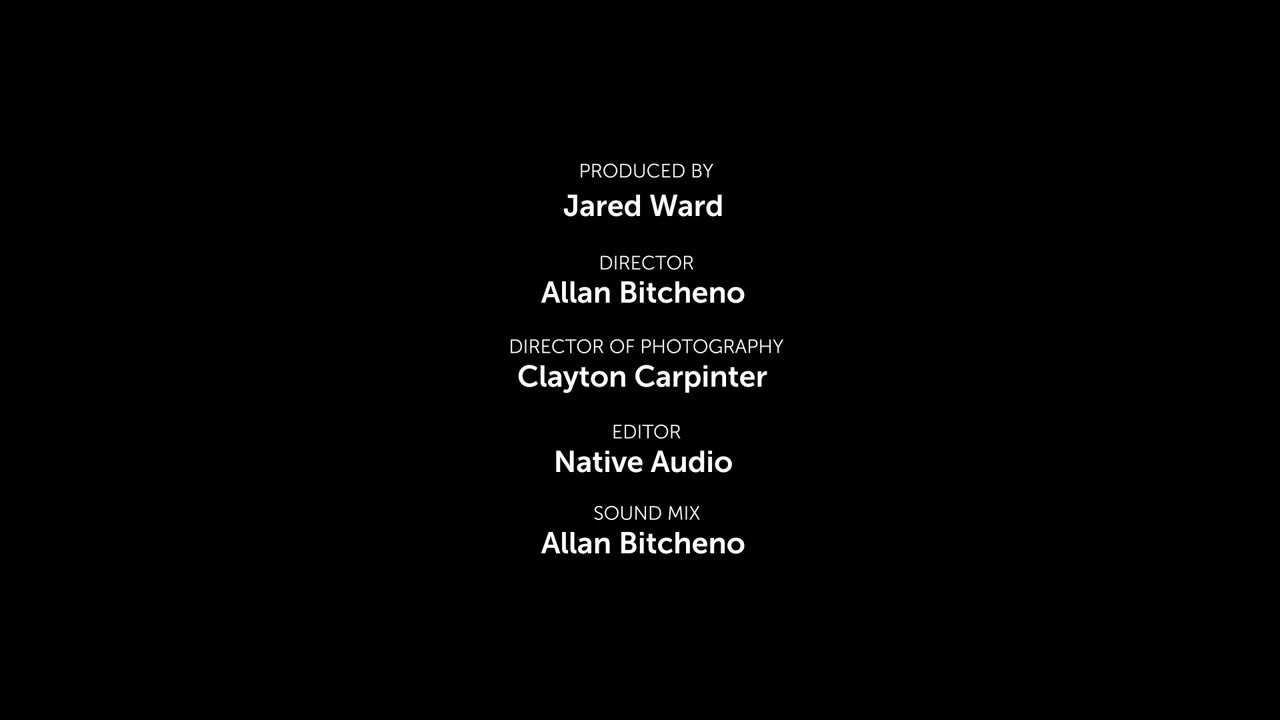 PRODUCED BY
Jared Ward
DIRECTOR
Allan Bitcheno
DIRECTOR OF PHOTOGRAPHY
Clayton Carpinter
EDITOR
Native Audio
SOUND MIX
Allan Bitcheno